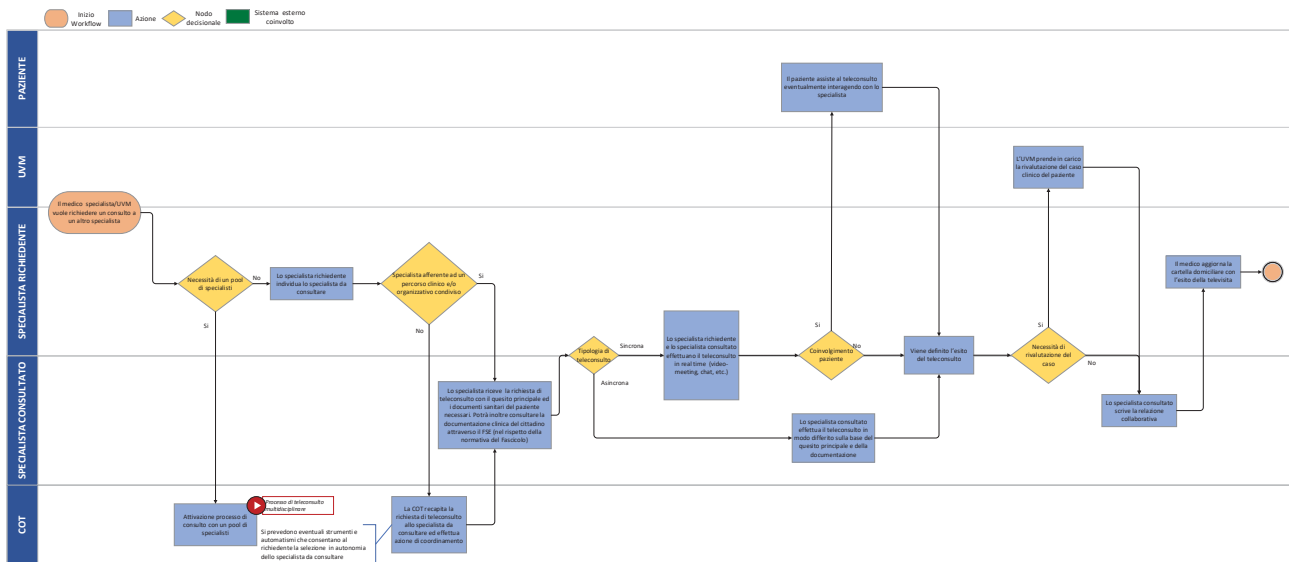 Inizio
Workflow
Azione
Nodo
decisionale
Sistema esterno
coinvolto
PAZIENTE
Il paziente assiste al teleconsulto
eventualmente interagendo con lo
specialista
UVM
L'UVM prende in carico
la rivalutazione del caso
clinico del paziente
Il medico specialista/UVM
vuole richiedere un consulto a
un altro specialista
SPECIALISTA RICHIEDENTE
Necessità di un pool
di specialisti
No
Si
Lo specialista richiedente
individua lo specialista da
consultare
Specialista afferente ad un
percorso clinico e/o
organizzativo condiviso
Si
No
Tipologia di
teleconsulto
Sincrona
Asincrona
Lo specialista richiedente
e lo specialista consultato
effettuano il teleconsulto
in real time (video-
meeting, chat, etc.)
Si
Coinvolgimento
paziente
No
Viene definito l'esito
del teleconsulto
Si
Necessità di
rivalutazione del
caso
No
Il medico aggiorna la
cartella domiciliare con
l'esito della televisita
SPECIALISTA CONSULTATO
Lo specialista riceve la richiesta di
teleconsulto con il quesito principale ed
i documenti sanitari del paziente
necessari. Potrà inoltre consultare la
documentazione clinica del cittadino
attraverso il FSE (nel rispetto della
normativa del Fascicolo)
Lo specialista consultato
effettua il teleconsulto in
modo differito sulla base del
quesito principale e della
documentazione
Lo specialista consultato
scrive la relazione
collaborativa
COT
Attivazione processo di
consulto con un pool di
specialisti
Processo di teleconsulto
multidisciplinare
Si prevedono eventuali strumenti e
automatismi che consentano al
richiedente la selezione in autonomia
dello specialista da consultare
La COT recapita la
richiesta di teleconsulto
allo specialista da
consultare ed effettua
azione di coordinamento